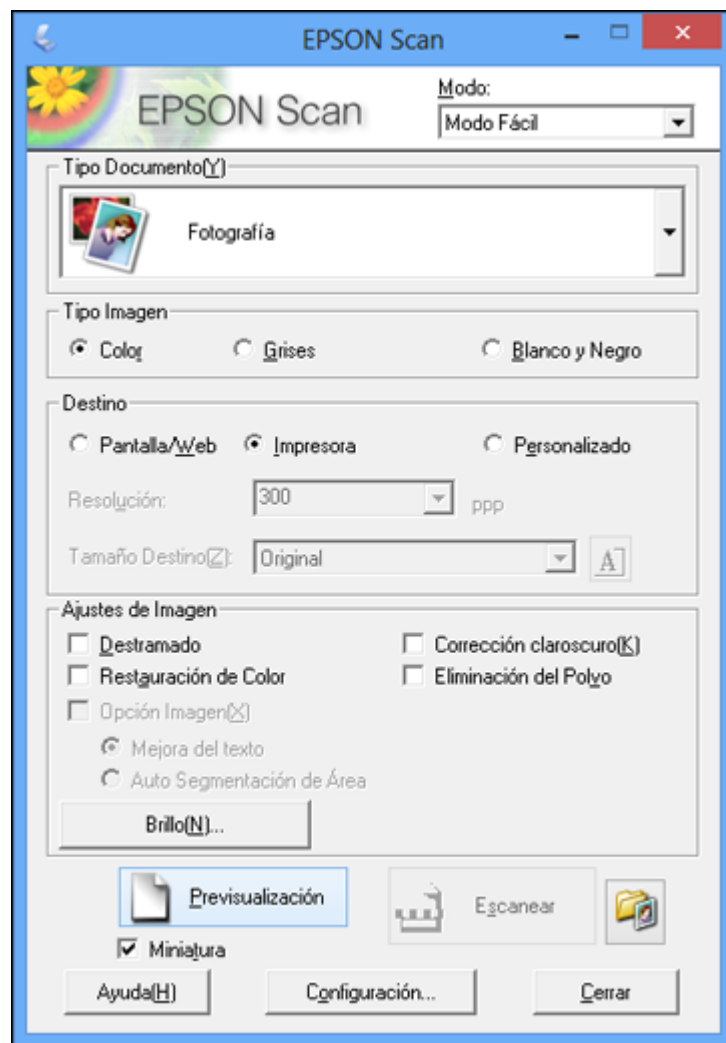 EPSON Scan
EPSON Scan
Modo:
Modo Fácil
Tipo Documento(Y)
Fotografía
Tipo Imagen
Color Grises Blanco y Negro
Destino
Pantalla/Web Impresora Personalizado
Resolución: 300 ppp
Tamaño Destino(Z): Original A
Ajustes de Imagen
Destramado Corrección claroscuro(K)
Restauración de Color Eliminación del Polvo
Opción Imagen(X)
Mejora del texto
Auto Segmentación de Área
Brillo(N)...
Previsualización Escanear
Miniatura
Ayuda(H) Configuración... Cerrar